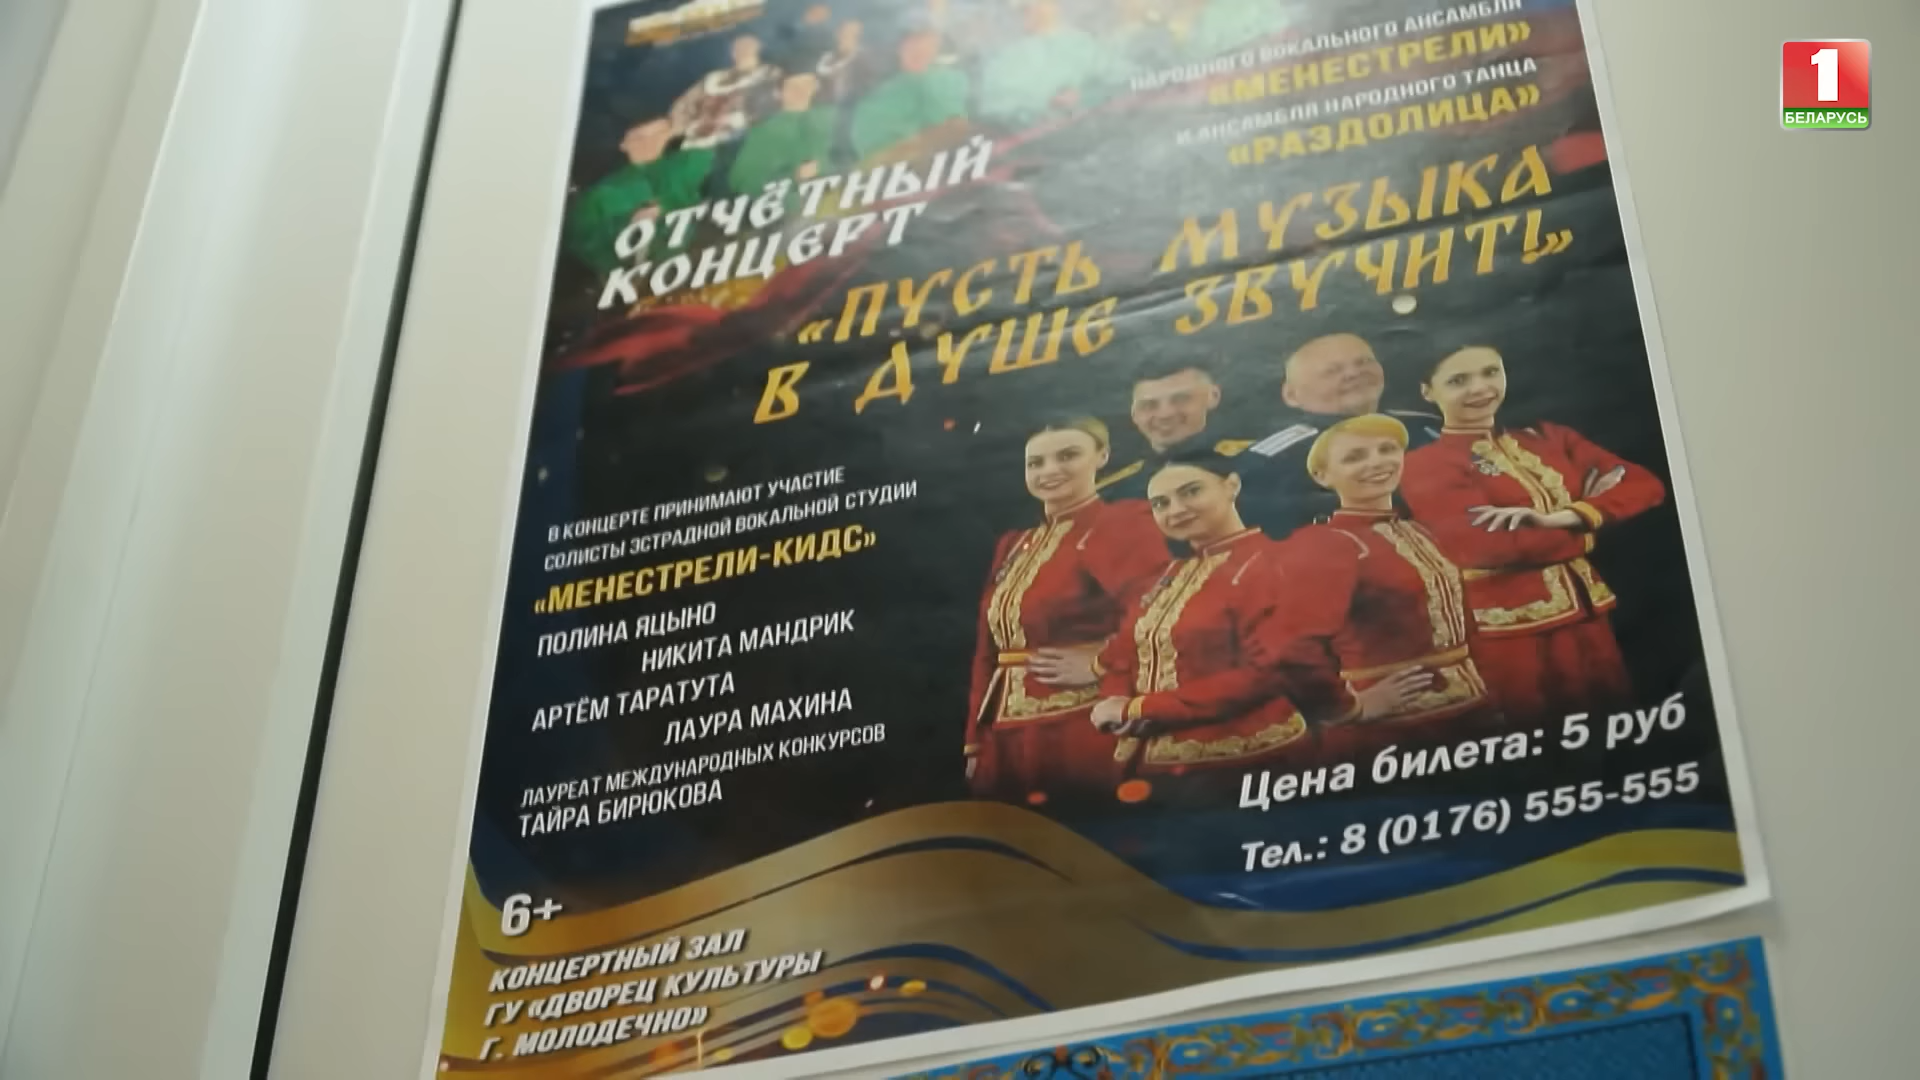 1
БЕЛАРУСЬ
НАРОДНОГО ВОКАЛЬНОГО АНСАМБЛЯ
«МЕНЕСТРЕЛИ»
И АНСАМБЛЯ НАРОДНОГО ТАНЦА
«РАЗДОЛИЦА»
ОТЧЁТНЫЙ
КОНЦЕРТ
«ПУСТЬ МУЗЫКА
В ДУШЕ ЗВУЧИТ!»
В КОНЦЕРТЕ ПРИНИМАЮТ УЧАСТИЕ
СОЛИСТЫ ЭСТРАДНОЙ ВОКАЛЬНОЙ СТУДИИ
«МЕНЕСТРЕЛИ-КИДС»
ПОЛИНА ЯЦЫНО
НИКИТА МАНДРИК
АРТЁМ ТАРАТУТА
ЛАУРА МАХИНА
ЛАУРЕАТ МЕЖДУНАРОДНЫХ КОНКУРСОВ
ТАЙРА БИРЮКОВА
Цена билета: 5 руб
Тел.: 8 (0176) 555-555
6+
КОНЦЕРТНЫЙ ЗАЛ
ГУ «ДВОРЕЦ КУЛЬТУРЫ
Г. МОЛОДЕЧНО»